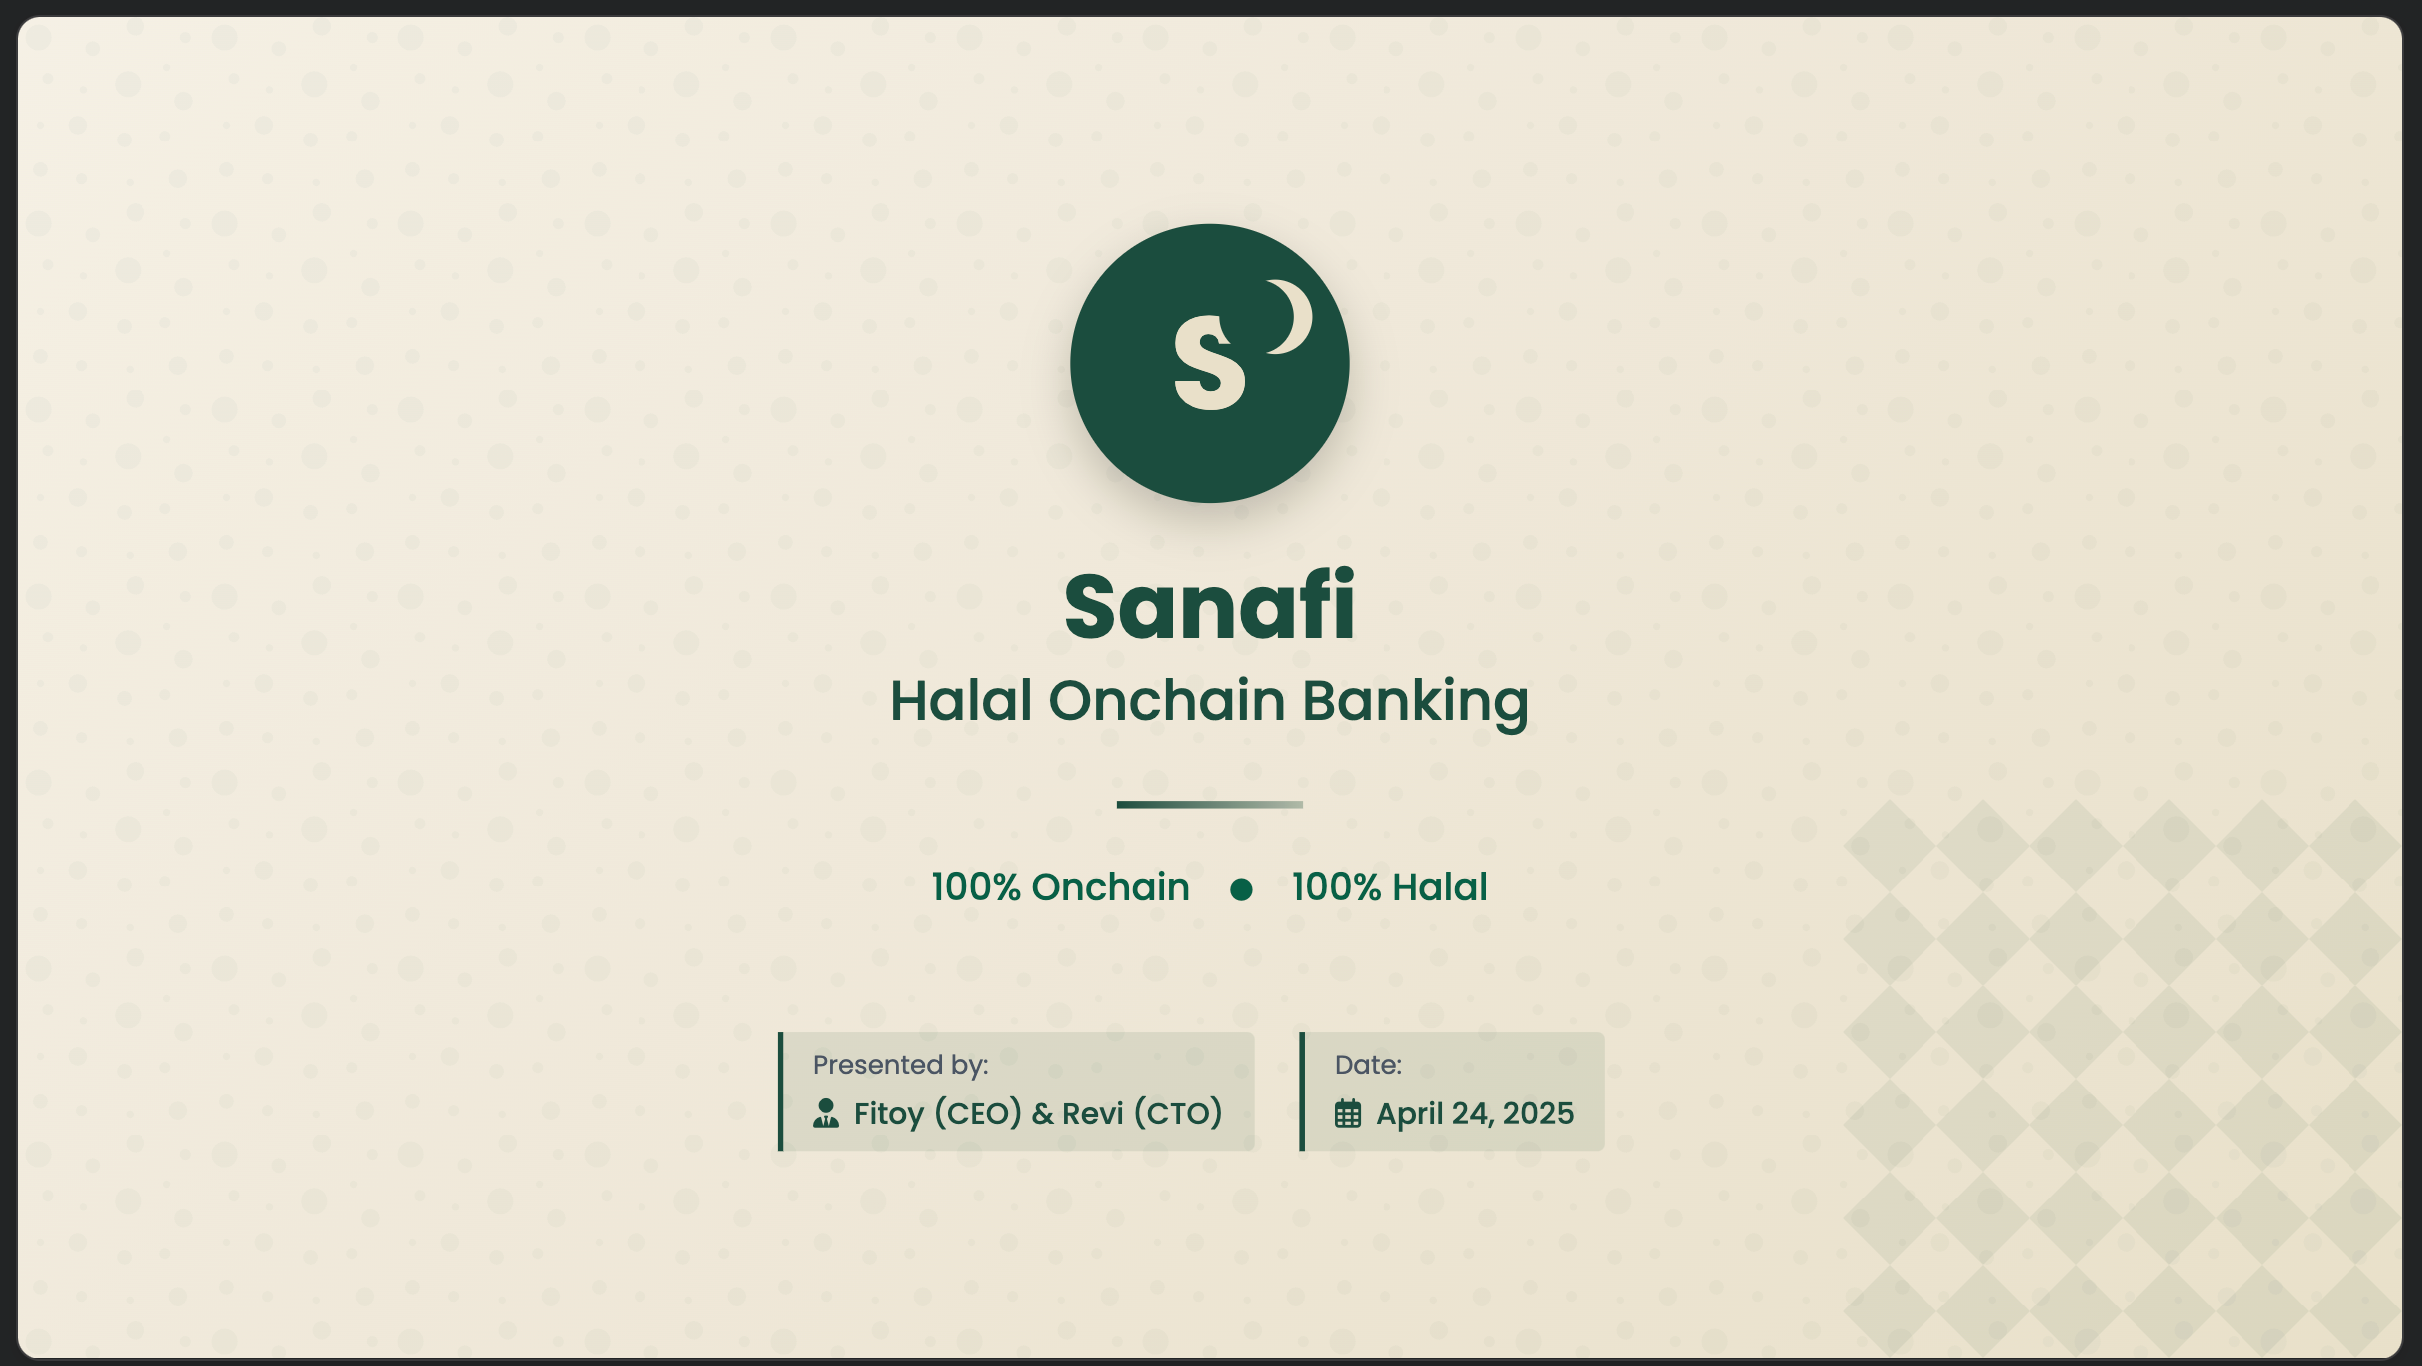 S
Sanafi
Halal Onchain Banking
100% Onchain ● 100% Halal
Presented by:
Fitoy (CEO) & Revi (CTO)
Date:
April 24, 2025